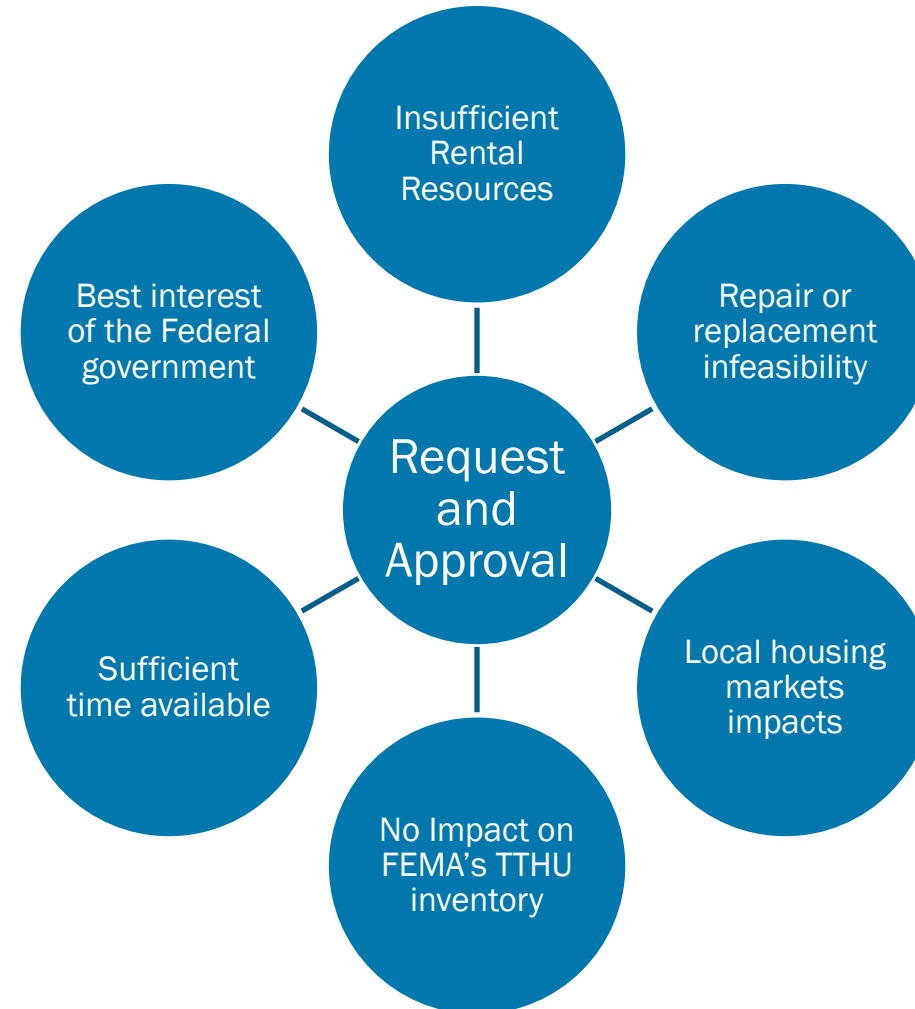 Insufficient
Rental
Resources
Best interest
of the Federal
government
Repair or
replacement
infeasibility
Request
and
Approval
Sufficient
time available
Local housing
markets
impacts
No Impact on
FEMA's TTHU
inventory